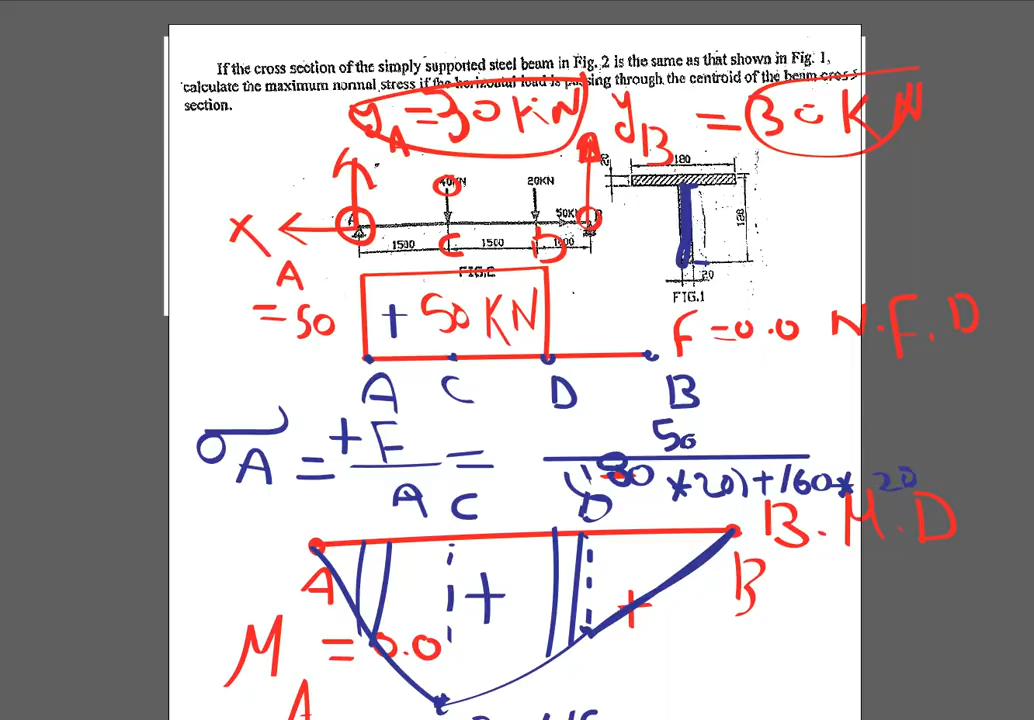 If the cross section of the simply supported steel beam in Fig. 2 is the same as that shown in Fig. 1,
calculate the maximum normal stress if the horizontal load is passing through the centroid of the beam cross
section.
yA = 30 KN
yB = 30 KN
180
20
40KN
20KN
50KN
A
B
XA = 50
1500
1500
1000
C
D
20
FIG.2
FIG.1
+ 50 KN
F = 0.0
N.F.D
A
C
D
B
σA = +F / A =
50
*20)+160* 20
C
D
B.M.D
A
+
+
B
MA = 0.0